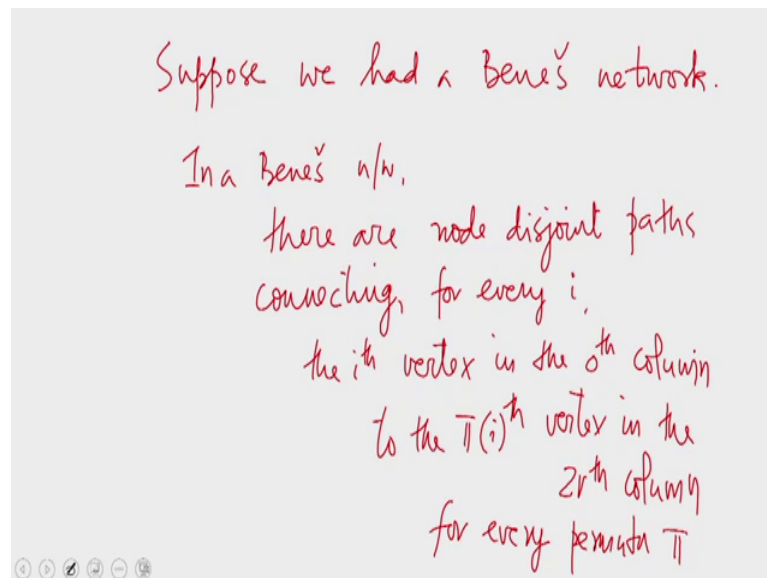 Suppose we had a Beneš network.
In a Beneš n/w,
there are node disjoint paths
connecting, for every i,
the ith vertex in the 0th column
to the π(i)th vertex in the
2rth column
for every permutn π